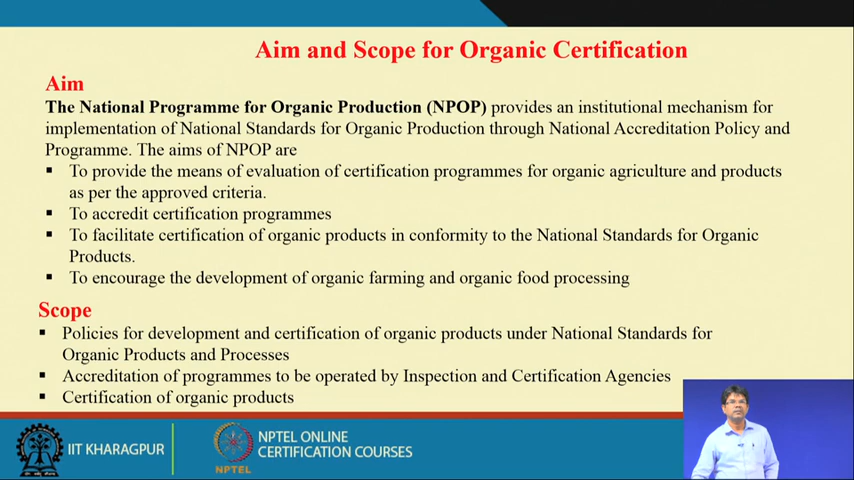 Aim and Scope for Organic Certification
Aim
The National Programme for Organic Production (NPOP) provides an institutional mechanism for
implementation of National Standards for Organic Production through National Accreditation Policy and
Programme. The aims of NPOP are
▪ To provide the means of evaluation of certification programmes for organic agriculture and products
as per the approved criteria.
▪ To accredit certification programmes
▪ To facilitate certification of organic products in conformity to the National Standards for Organic
Products.
▪ To encourage the development of organic farming and organic food processing
Scope
▪ Policies for development and certification of organic products under National Standards for
Organic Products and Processes
▪ Accreditation of programmes to be operated by Inspection and Certification Agencies
▪ Certification of organic products
IIT KHARAGPUR
NPTEL
NPTEL ONLINE
CERTIFICATION COURSES